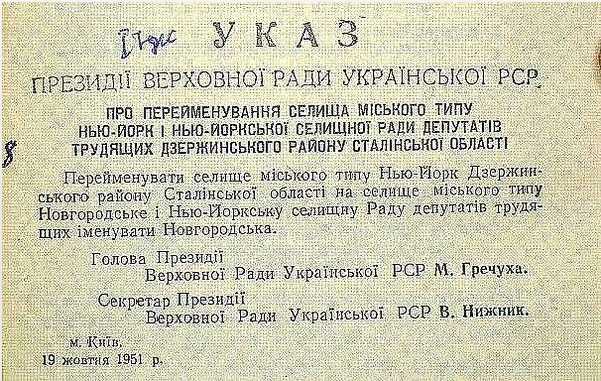 УКАЗ
ПРЕЗИДІЇ ВЕРХОВНОЇ РАДИ УКРАЇНСЬКОЇ РСР
ПРО ПЕРЕЙМЕНУВАННЯ СЕЛИЩА МІСЬКОГО ТИПУ
НЬЮ-ЙОРК І НЬЮ-ЙОРКСЬКОЇ СЕЛИЩНОЇ РАДИ ДЕПУТАТІВ
ТРУДЯЩИХ ДЗЕРЖИНСЬКОГО РАЙОНУ СТАЛІНСЬКОЇ ОБЛАСТІ
8
Перейменувати селище міського типу Нью-Йорк Дзержин-
ського району Сталінської області на селище міського типу
Новгородське і Нью-Йоркську селищну Раду депутатів трудя-
щих іменувати Новгородська.
Голова Президії
Верховної Ради Української РСР М. Гречуха.
Секретар Президії
Верховної Ради Української РСР В. Нижник.
м. Київ.
19 жовтня 1951 р.